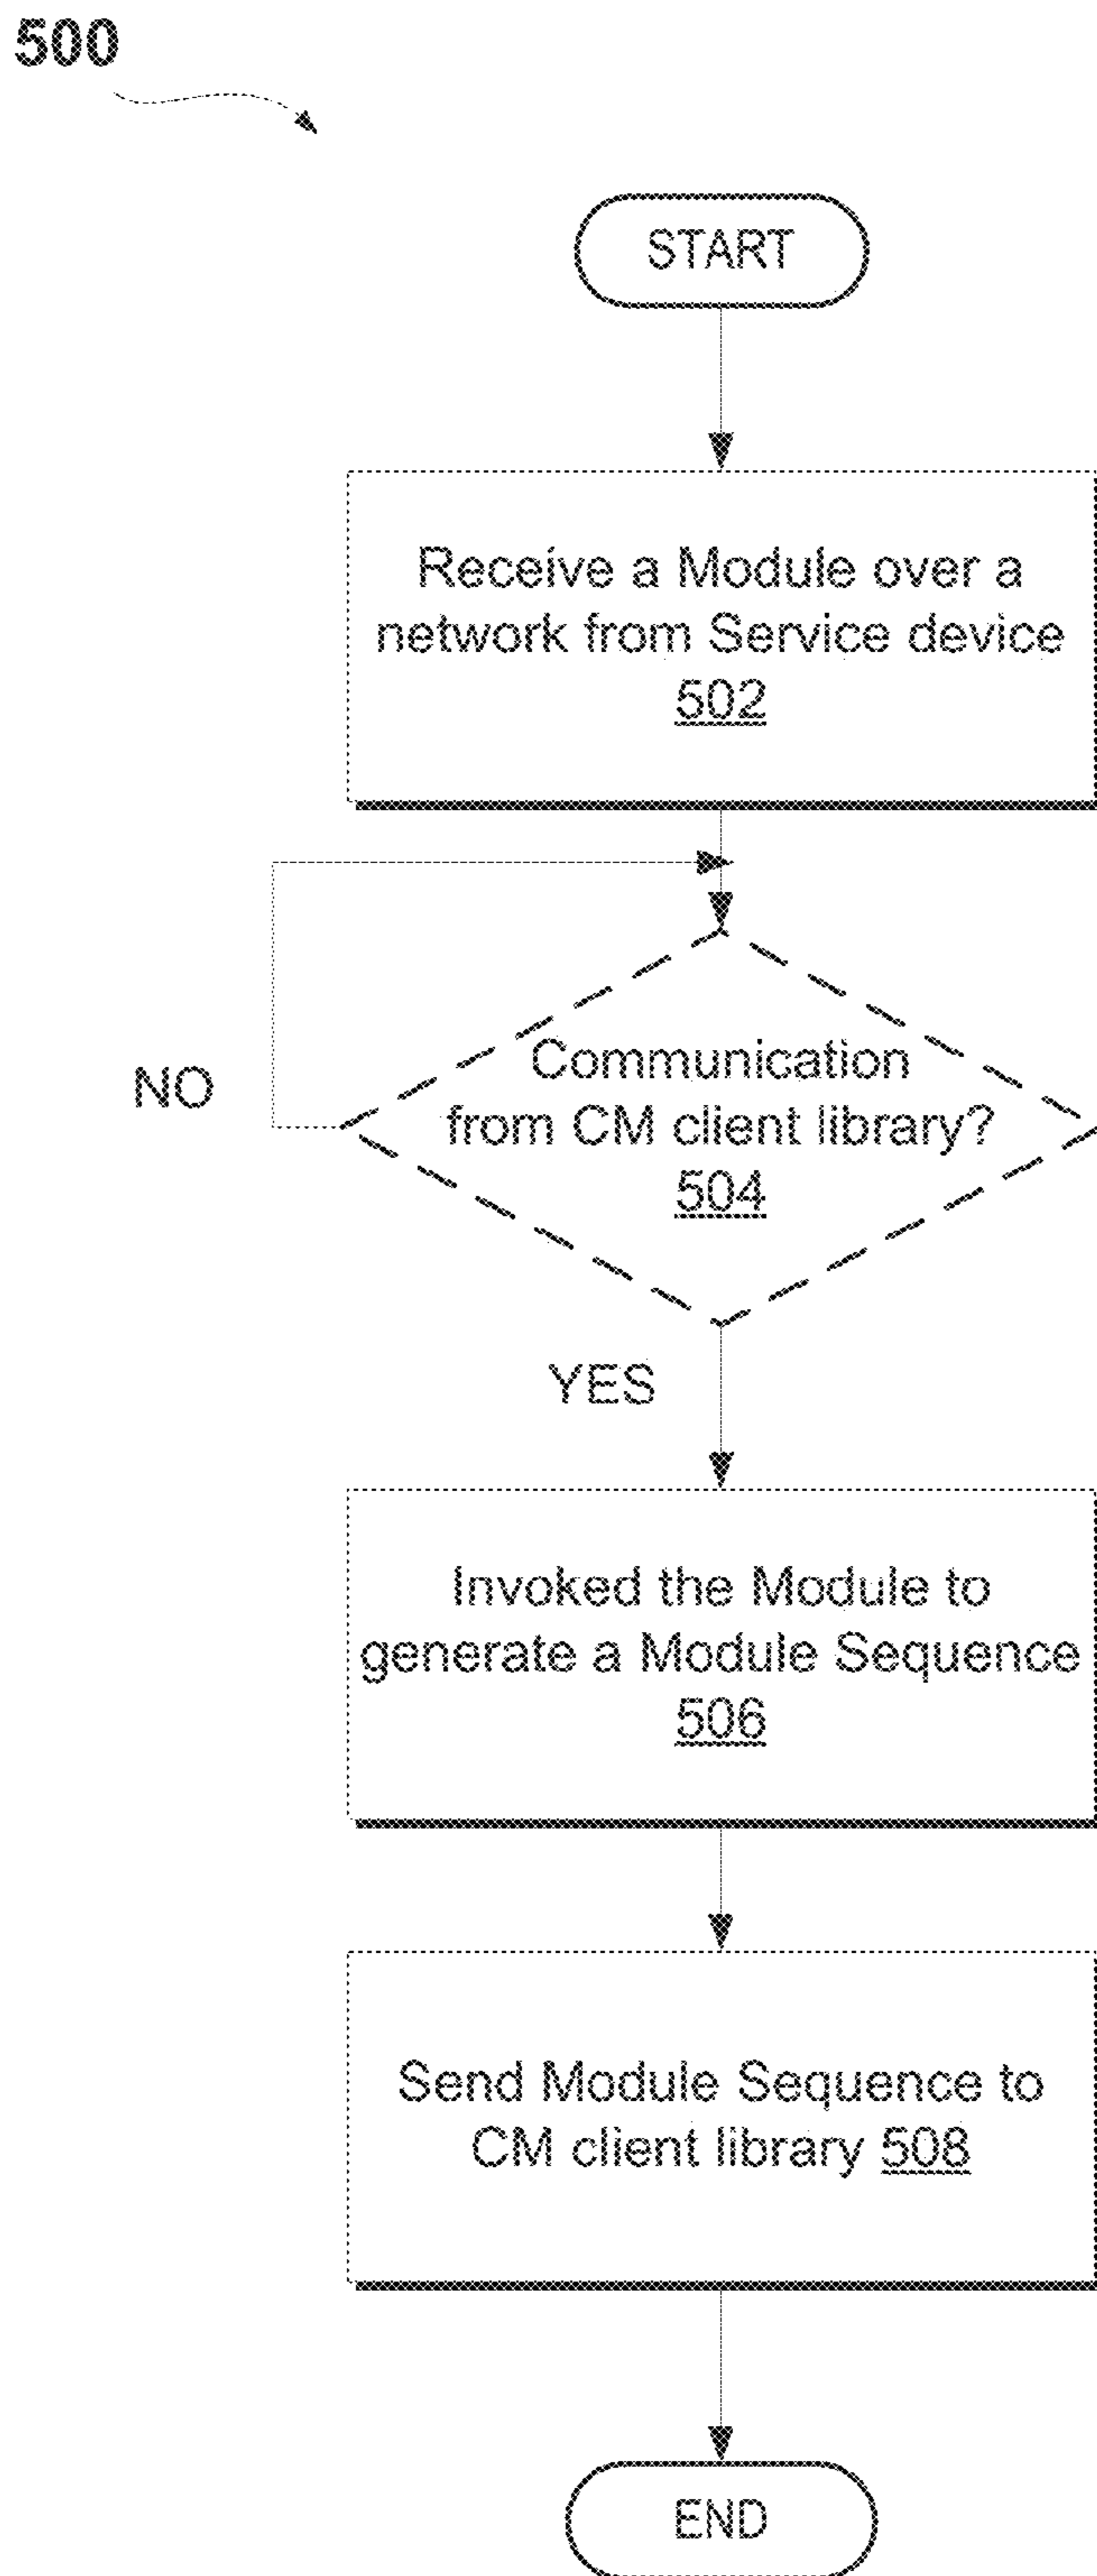 500
START
Receive a Module over a
network from Service device
502
Communication
from CM client library?
504
NO
YES
Invoked the Module to
generate a Module Sequence
506
Send Module Sequence to
CM client library 508
END